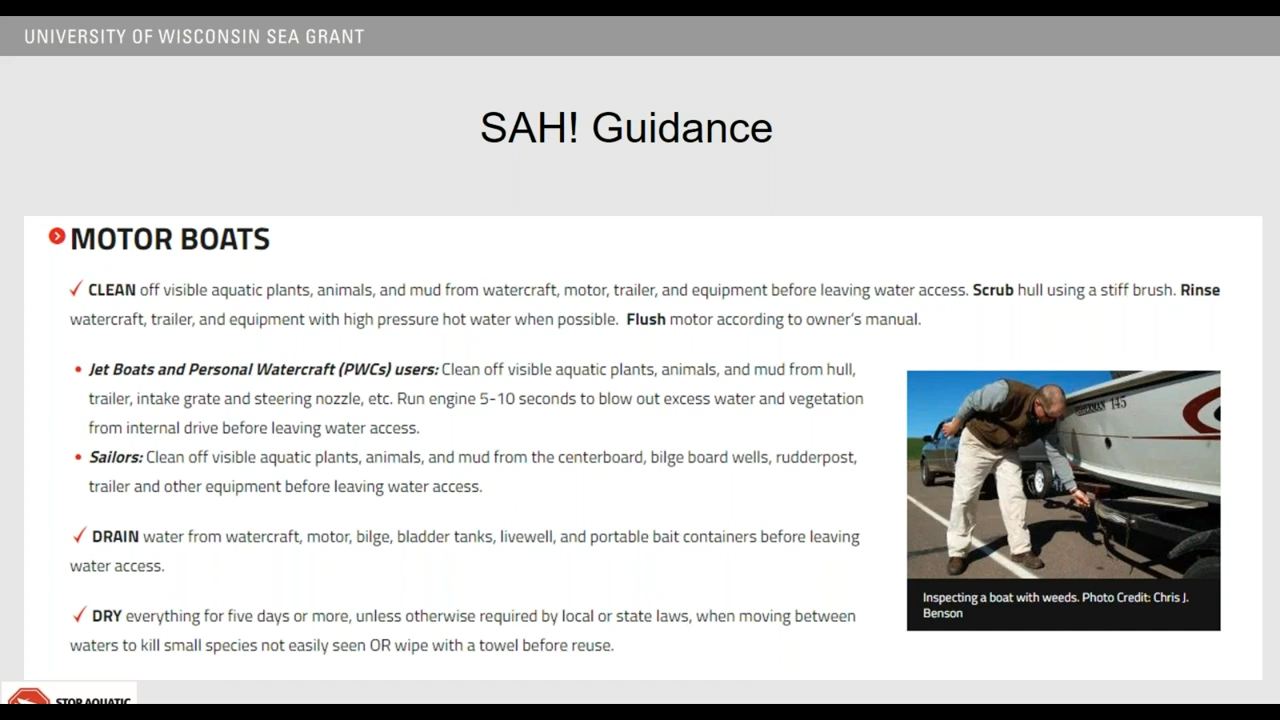 UNIVERSITY OF WISCONSIN SEA GRANT
SAH! Guidance
MOTOR BOATS
CLEAN off visible aquatic plants, animals, and mud from watercraft, motor, trailer, and equipment before leaving water access. Scrub hull using a stiff brush. Rinse
watercraft, trailer, and equipment with high pressure hot water when possible. Flush motor according to owner's manual.
Jet Boats and Personal Watercraft (PWCs) users: Clean off visible aquatic plants, animals, and mud from hull,
trailer, intake grate and steering nozzle, etc. Run engine 5-10 seconds to blow out excess water and vegetation
from internal drive before leaving water access.
Sailors: Clean off visible aquatic plants, animals, and mud from the centerboard, bilge board wells, rudderpost,
trailer and other equipment before leaving water access.
DRAIN water from watercraft, motor, bilge, bladder tanks, livewell, and portable bait containers before leaving
water access.
DRY everything for five days or more, unless otherwise required by local or state laws, when moving between
waters to kill small species not easily seen OR wipe with a towel before reuse.
145
Inspecting a boat with weeds. Photo Credit: Chris J.
Benson
STOP AQUATIC